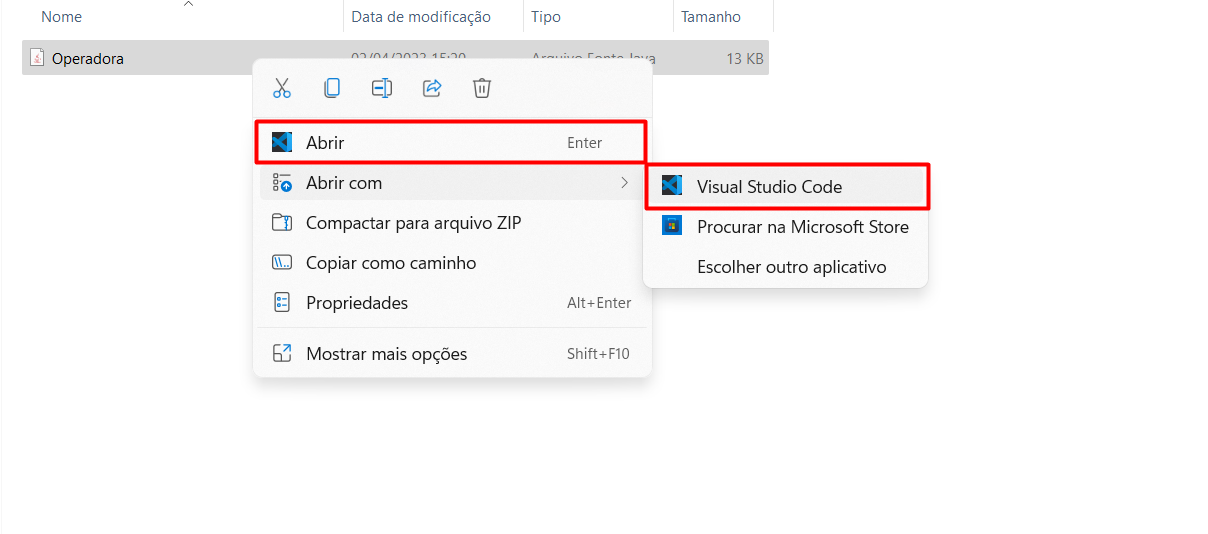 Nome Data de modificação Tipo Tamanho
Operadora 02/04/2023 15:20 Arquivo Fonte Java 13 KB
Abrir Enter
Abrir com
Visual Studio Code
Compactar para arquivo ZIP
Procurar na Microsoft Store
Copiar como caminho
Escolher outro aplicativo
Propriedades Alt+Enter
Mostrar mais opções Shift+F10